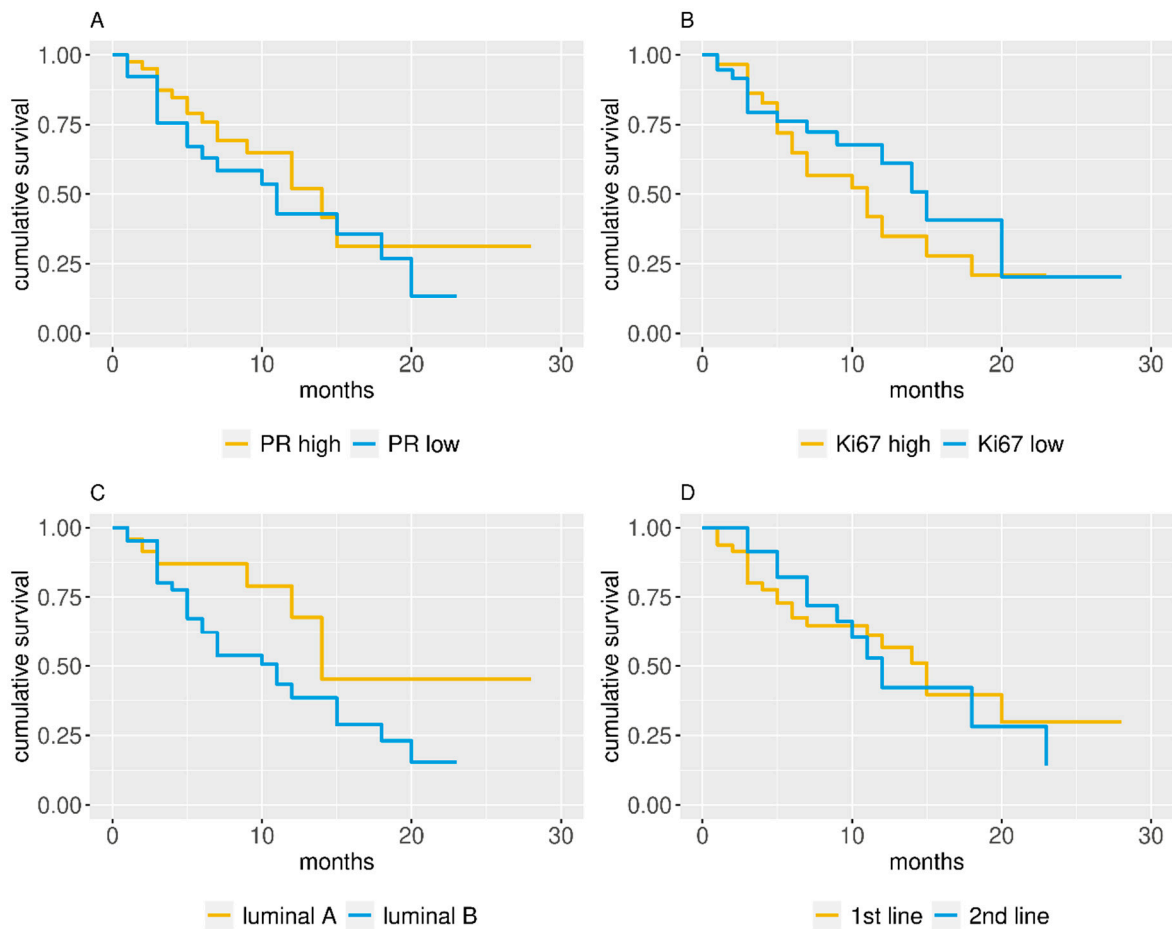 A
1.00
0.75
0.50
0.25
0.00
cumulative survival
0 10 20 30
months
PR high PR low
B
1.00
0.75
0.50
0.25
0.00
cumulative survival
0 10 20 30
months
Ki67 high Ki67 low
C
1.00
0.75
0.50
0.25
0.00
cumulative survival
0 10 20 30
months
luminal A luminal B
D
1.00
0.75
0.50
0.25
0.00
cumulative survival
0 10 20 30
months
1st line 2nd line